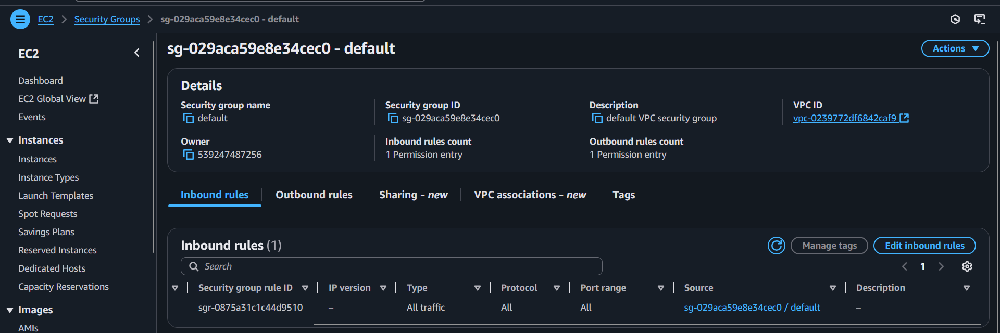 EC2 > Security Groups > sg-029aca59e8e34cec0 - default
EC2
Dashboard
EC2 Global View
Events
Instances
Instances
Instance Types
Launch Templates
Spot Requests
Savings Plans
Reserved Instances
Dedicated Hosts
Capacity Reservations
Images
AMIs
sg-029aca59e8e34cec0 - default
Actions
Details
Security group name
default
Security group ID
sg-029aca59e8e34cec0
Description
default VPC security group
VPC ID
vpc-0239772df6842caf9
Owner
539247487256
Inbound rules count
1 Permission entry
Outbound rules count
1 Permission entry
Inbound rules
Outbound rules
Sharing - new
VPC associations - new
Tags
Inbound rules (1)
Manage tags
Edit inbound rules
Search
1
Security group rule ID
IP version
Type
Protocol
Port range
Source
Description
sgr-0875a31c1c44d9510
–
All traffic
All
All
sg-029aca59e8e34cec0 / default
–